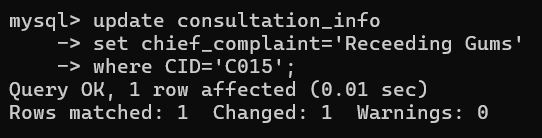 mysql> update consultation_info
    -> set chief_complaint='Receeding Gums'
    -> where CID='C015';
Query OK, 1 row affected (0.01 sec)
Rows matched: 1  Changed: 1  Warnings: 0